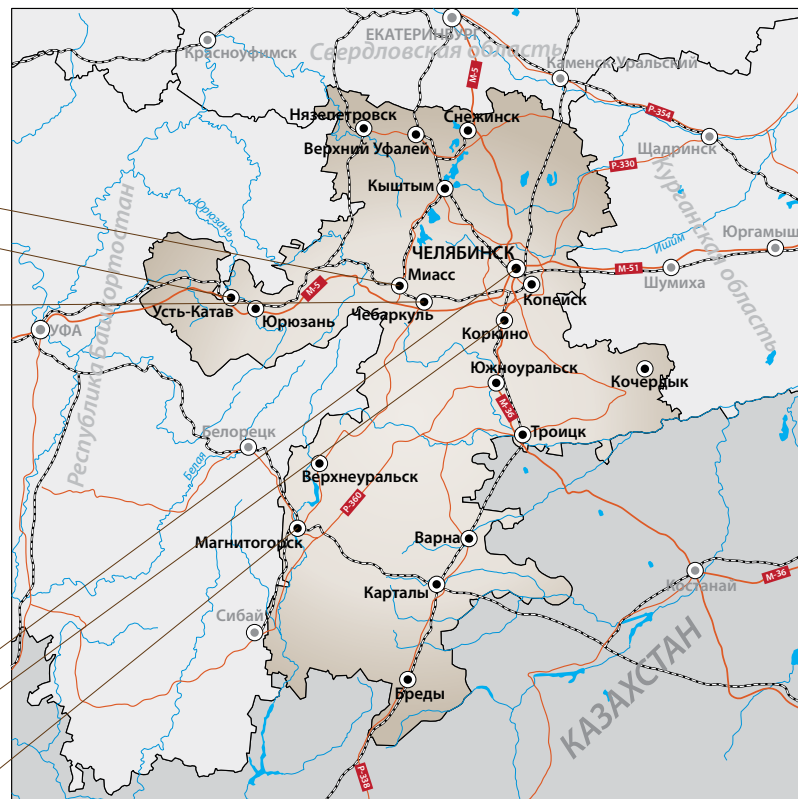 ЕКАТЕРИНБУРГ
Красноуфимск
Свердловская область
Каменск-Уральский
М-5
Р-354
Нязепетровск
Снежинск
Верхний Уфалей
Щадринск
Р-330
Кыштым
Курганская область
Республика Башкортостан
Юрюзань
Ишим
Юргамыш
ЧЕЛЯБИНСК
М-51
Шумиха
Миасс
Копейск
М-5
Усть-Катав
Юрюзань
Чебаркуль
УФА
Коркино
Южноуральск
Кочердык
М-36
Троицк
Белорецк
Белая
Верхнеуральск
Р-360
Магнитогорск
Варна
Карталы
Костанай
М-36
Сибай
КАЗАХСТАН
Бреды
Р-338